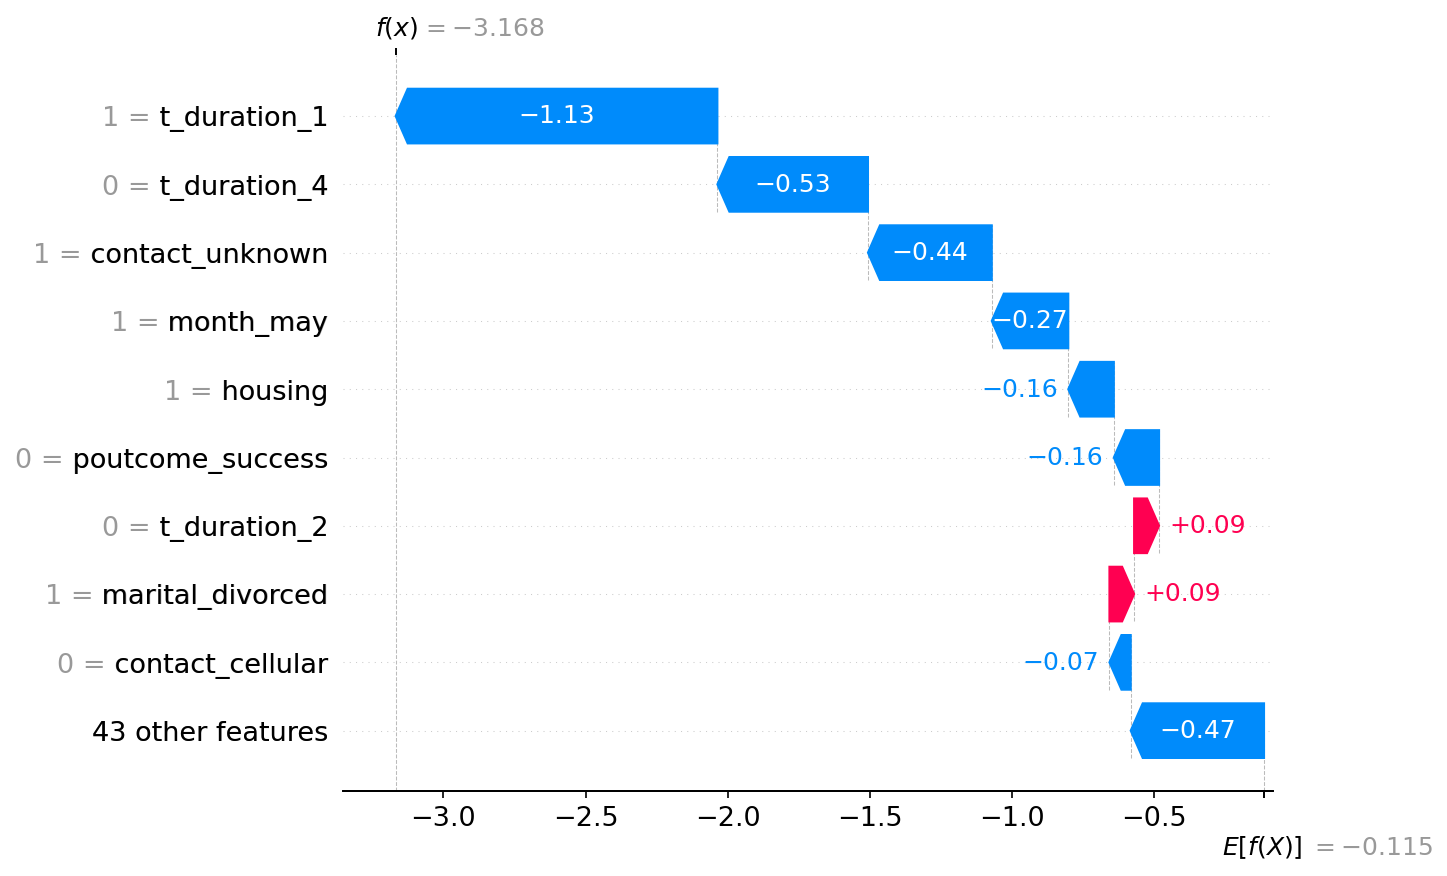 f(x) = −3.168
1 = t_duration_1
−1.13
0 = t_duration_4
−0.53
1 = contact_unknown
−0.44
1 = month_may
−0.27
1 = housing
−0.16
0 = poutcome_success
−0.16
0 = t_duration_2
+0.09
1 = marital_divorced
+0.09
0 = contact_cellular
−0.07
43 other features
−0.47
−3.0 −2.5 −2.0 −1.5 −1.0 −0.5
E[f(X)] = −0.115